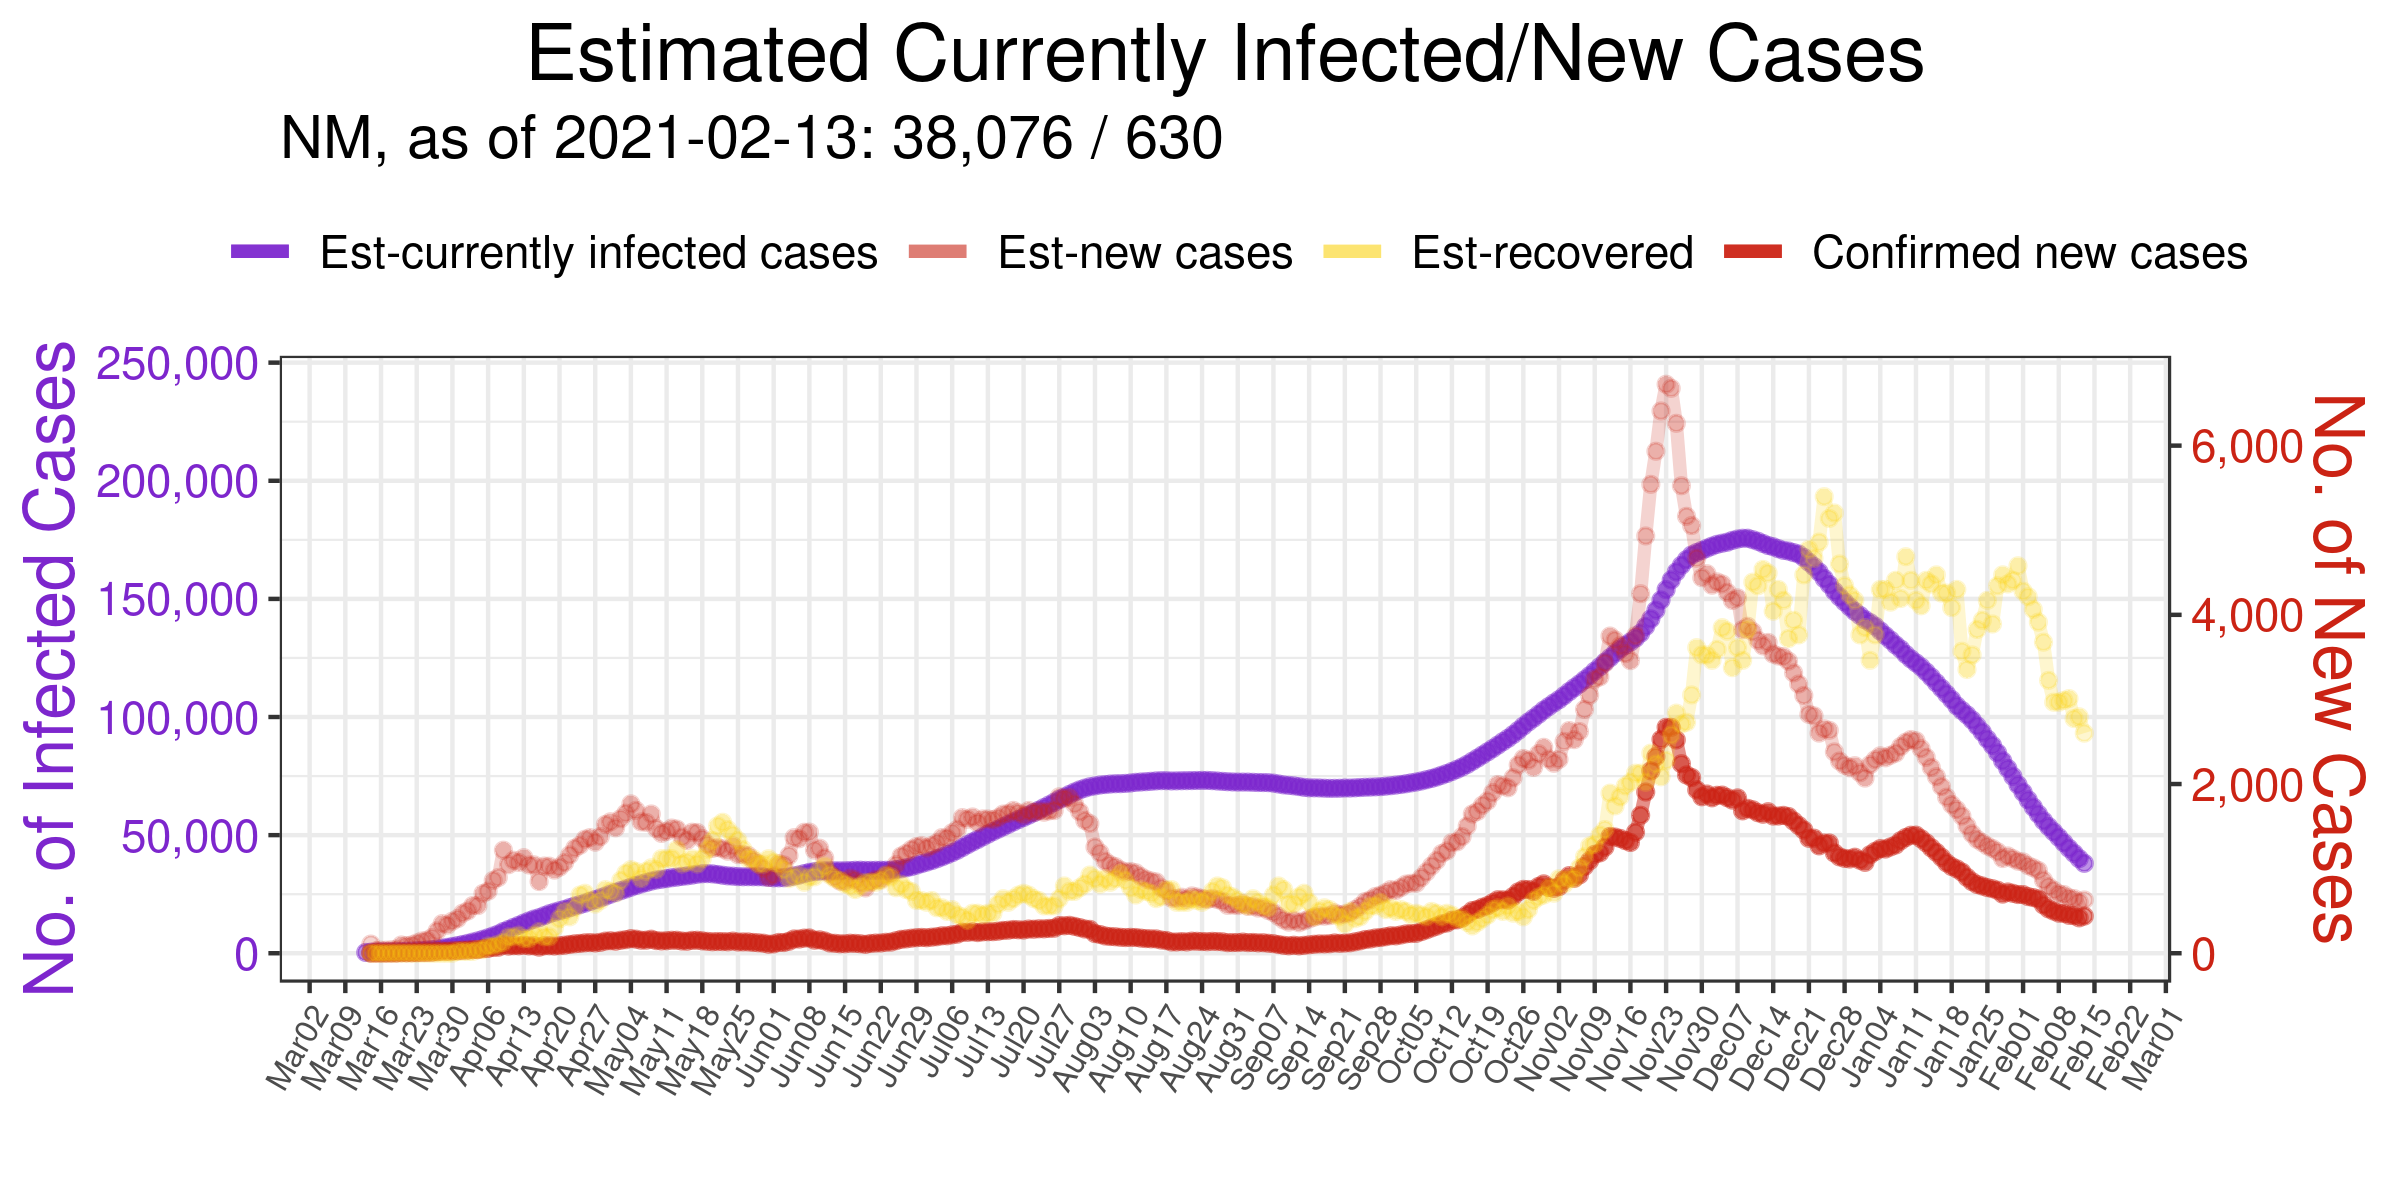 Estimated Currently Infected/New Cases
NM, as of 2021-02-13: 38,076 / 630
Est-currently infected cases Est-new cases Est-recovered Confirmed new cases
No. of Infected Cases
250,000
200,000
150,000
100,000
50,000
0
6,000
4,000
2,000
0
No. of New Cases
Mar02 Mar09 Mar16 Mar23 Mar30 Apr06 Apr13 Apr20 Apr27 May04 May11 May18 May25 Jun01 Jun08 Jun15 Jun22 Jun29 Jul06 Jul13 Jul20 Jul27 Aug03 Aug10 Aug17 Aug24 Aug31 Sep07 Sep14 Sep21 Sep28 Oct05 Oct12 Oct19 Oct26 Nov02 Nov09 Nov16 Nov23 Nov30 Dec07 Dec14 Dec21 Dec28 Jan04 Jan11 Jan18 Jan25 Feb01 Feb08 Feb15 Feb22 Mar01